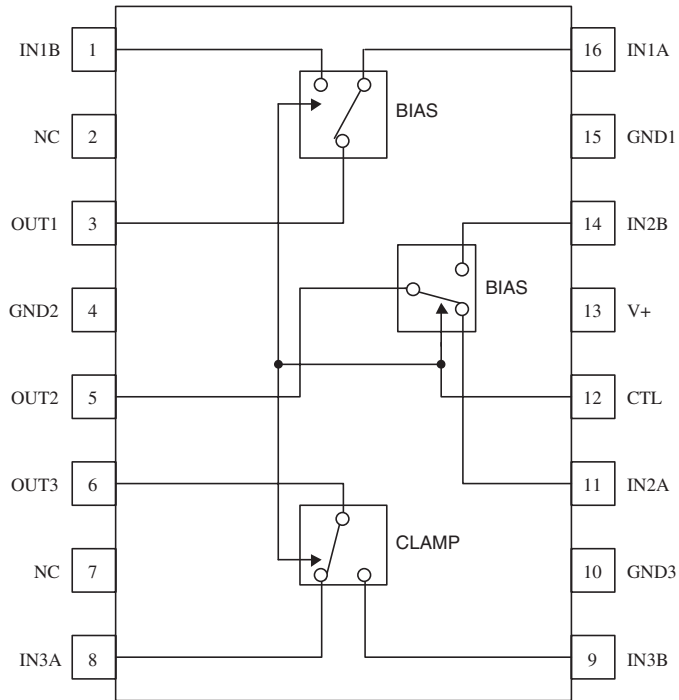 IN1B 1 16 IN1A
BIAS
NC 2 15 GND1
OUT1 3 14 IN2B
BIAS
GND2 4 13 V+
OUT2 5 12 CTL
OUT3 6 11 IN2A
CLAMP
NC 7 10 GND3
IN3A 8 9 IN3B